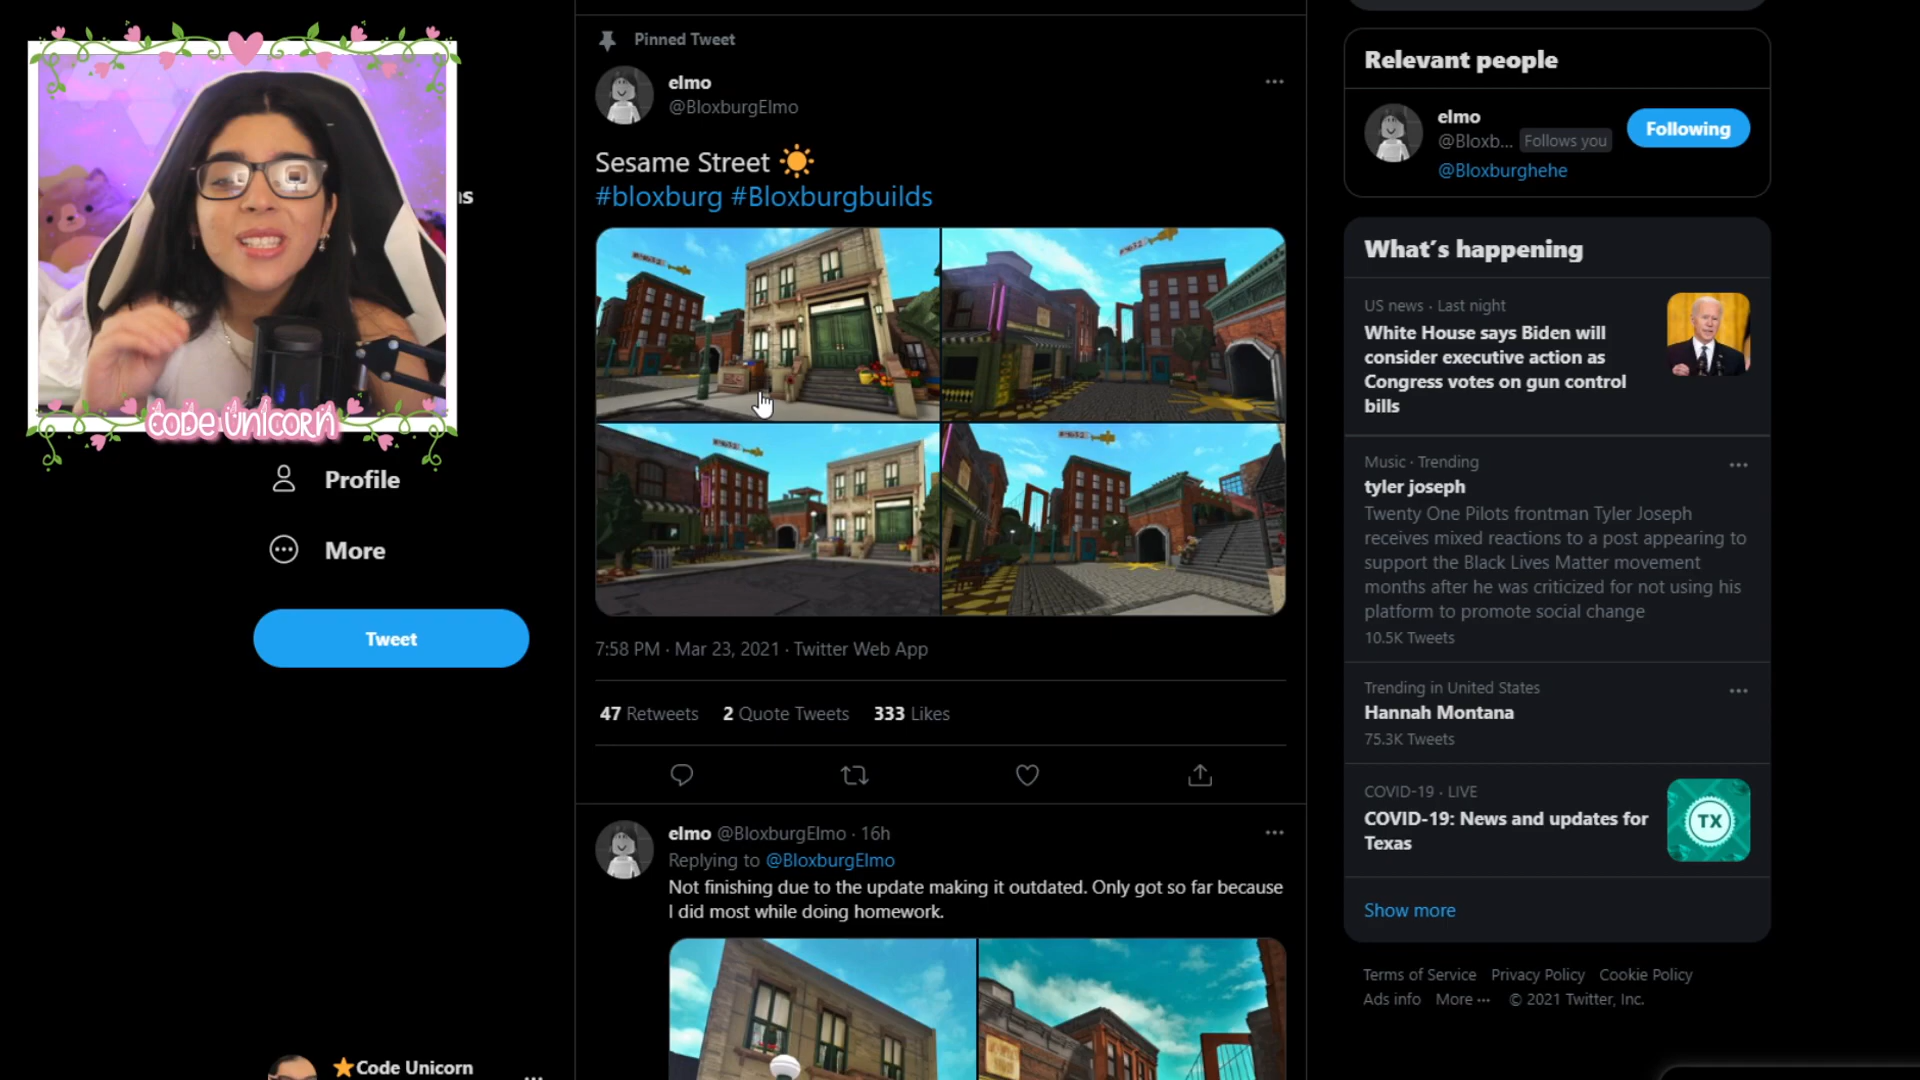 CODE UNICORN
ns
Profile
More
Tweet
Code Unicorn
Pinned Tweet
elmo
@BloxburgElmo
Sesame Street
#bloxburg #Bloxburgbuilds
7:58 PM · Mar 23, 2021 · Twitter Web App
47 Retweets 2 Quote Tweets 333 Likes
elmo @BloxburgElmo · 16h
Replying to @BloxburgElmo
Not finishing due to the update making it outdated. Only got so far because
I did most while doing homework.
Relevant people
elmo
@Bloxb... Follows you
Following
@Bloxburghehe
What's happening
US news · Last night
White House says Biden will
consider executive action as
Congress votes on gun control
bills
Music · Trending
tyler joseph
Twenty One Pilots frontman Tyler Joseph
receives mixed reactions to a post appearing to
support the Black Lives Matter movement
months after he was criticized for not using his
platform to promote social change
10.5K Tweets
Trending in United States
Hannah Montana
75.3K Tweets
COVID-19 · LIVE
COVID-19: News and updates for
Texas
TX
Show more
Terms of Service Privacy Policy Cookie Policy
Ads info More ··· © 2021 Twitter, Inc.